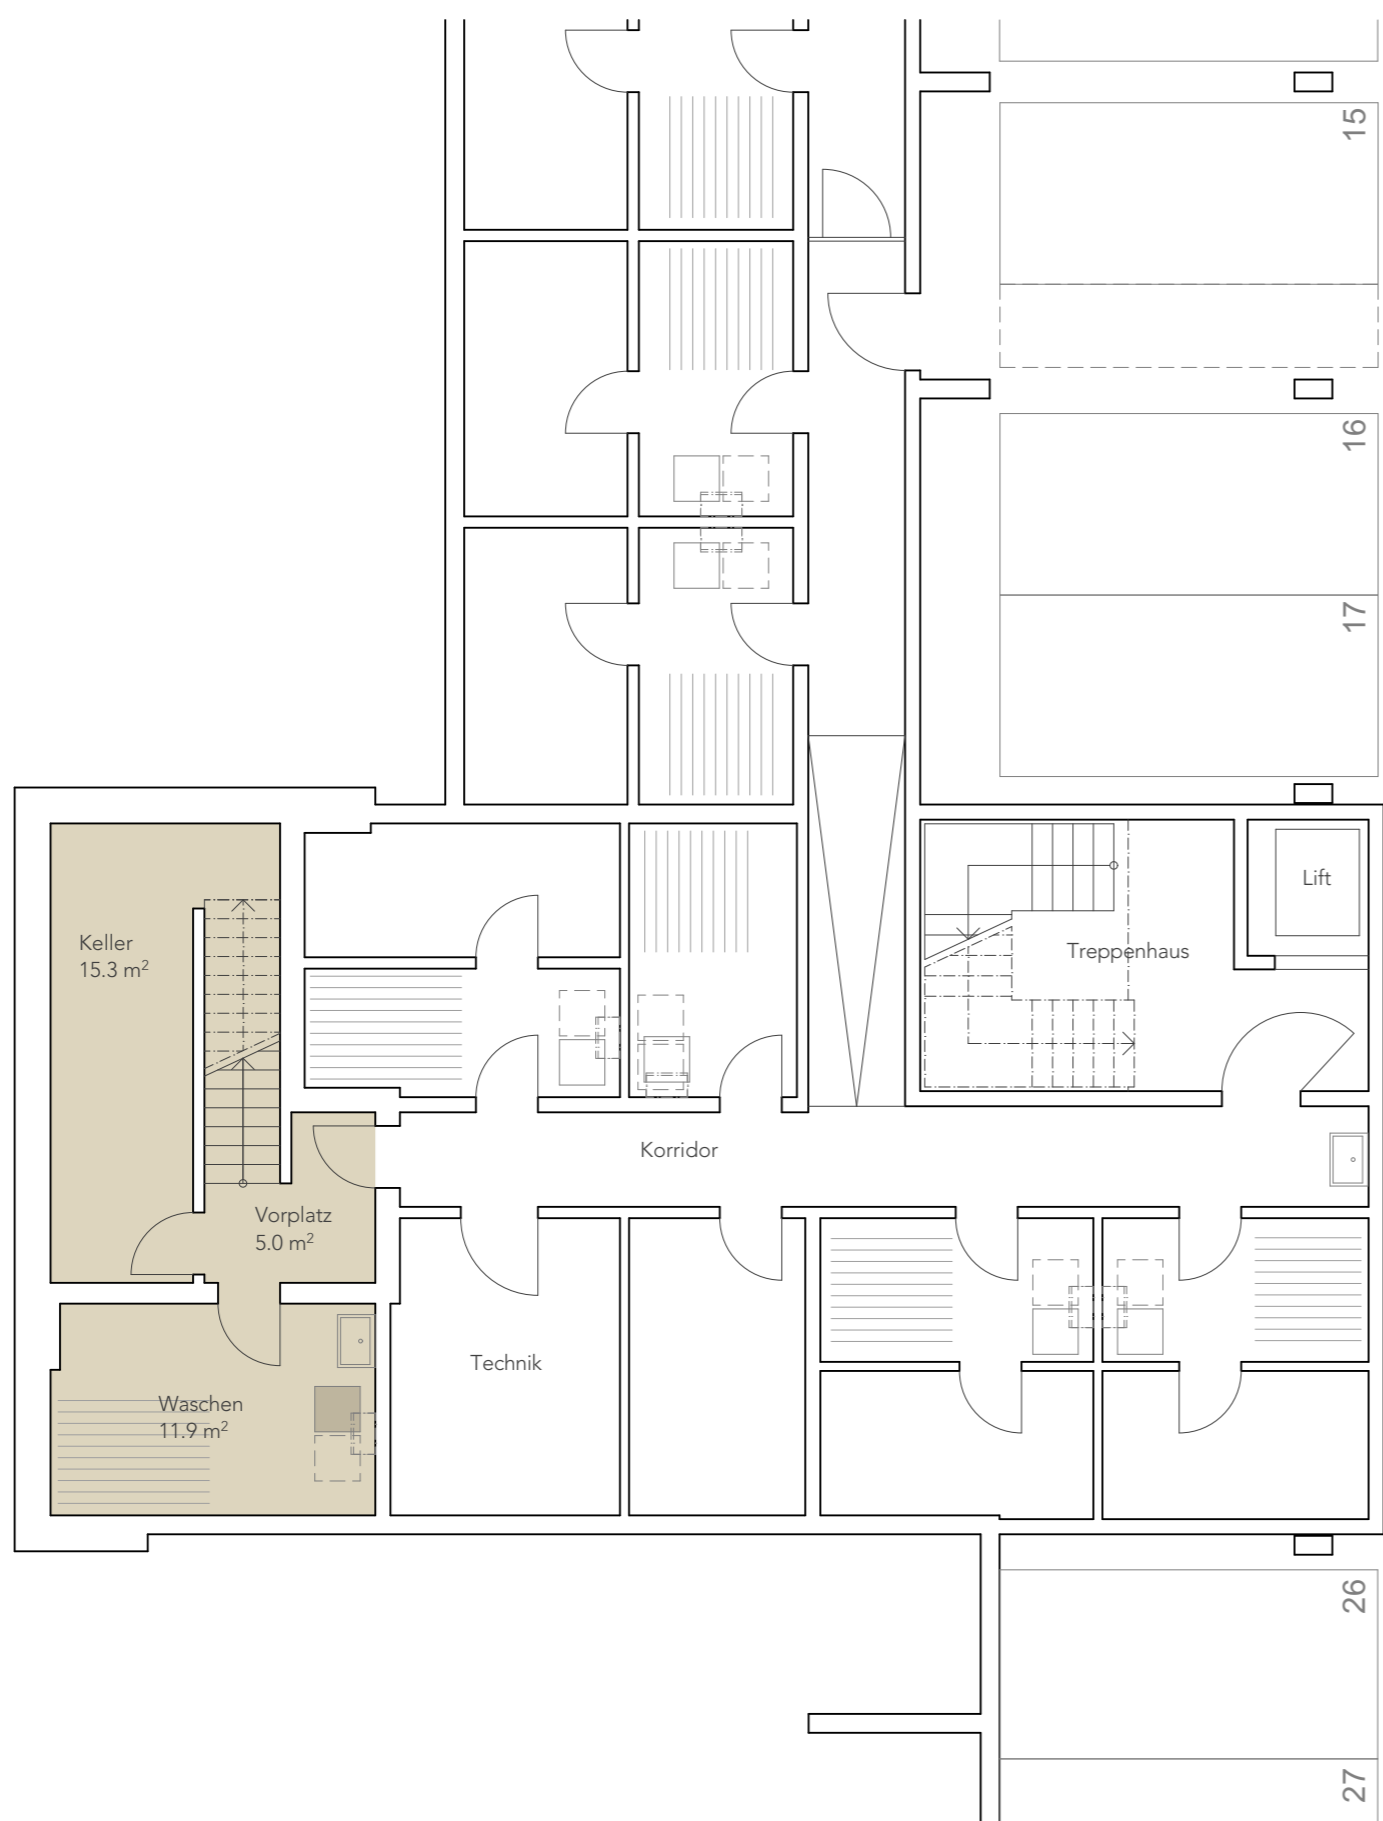 15
16
17
Lift
Keller
15.3 m²
Treppenhaus
Korridor
Vorplatz
5.0 m²
Technik
Waschen
11.9 m²
26
27